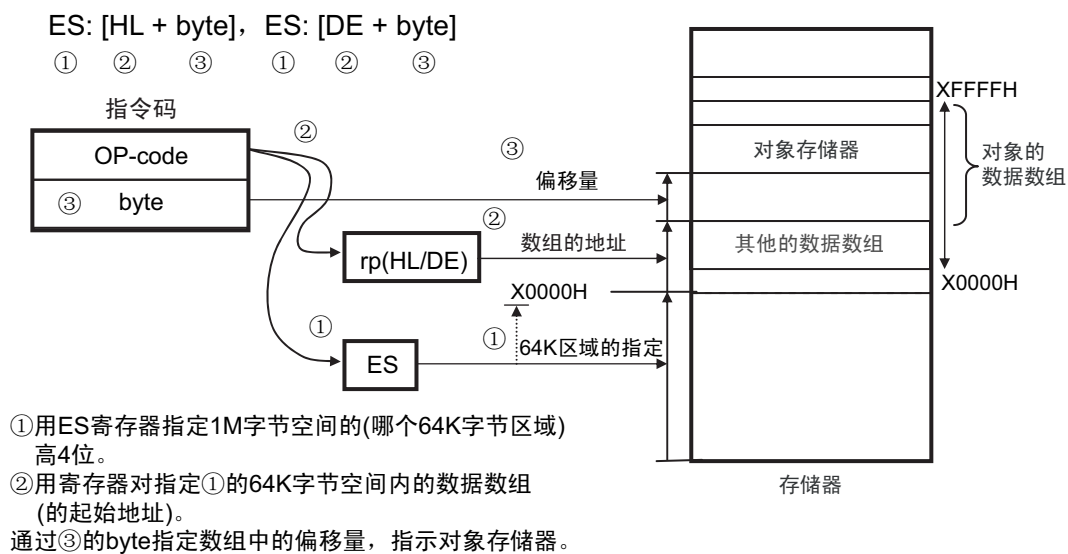 ES: [HL + byte]，ES: [DE + byte]
① ② ③ ① ② ③
指令码
OP-code
③ byte
②
③
偏移量
②
数组的地址
rp(HL/DE)
X0000H
①
①
64K区域的指定
ES
XFFFFH
对象存储器
对象的
数据数组
其他的数据数组
X0000H
存储器
①用ES寄存器指定1M字节空间的(哪个64K字节区域)
高4位。
②用寄存器对指定①的64K字节空间内的数据数组
(的起始地址)。
通过③的byte指定数组中的偏移量，指示对象存储器。